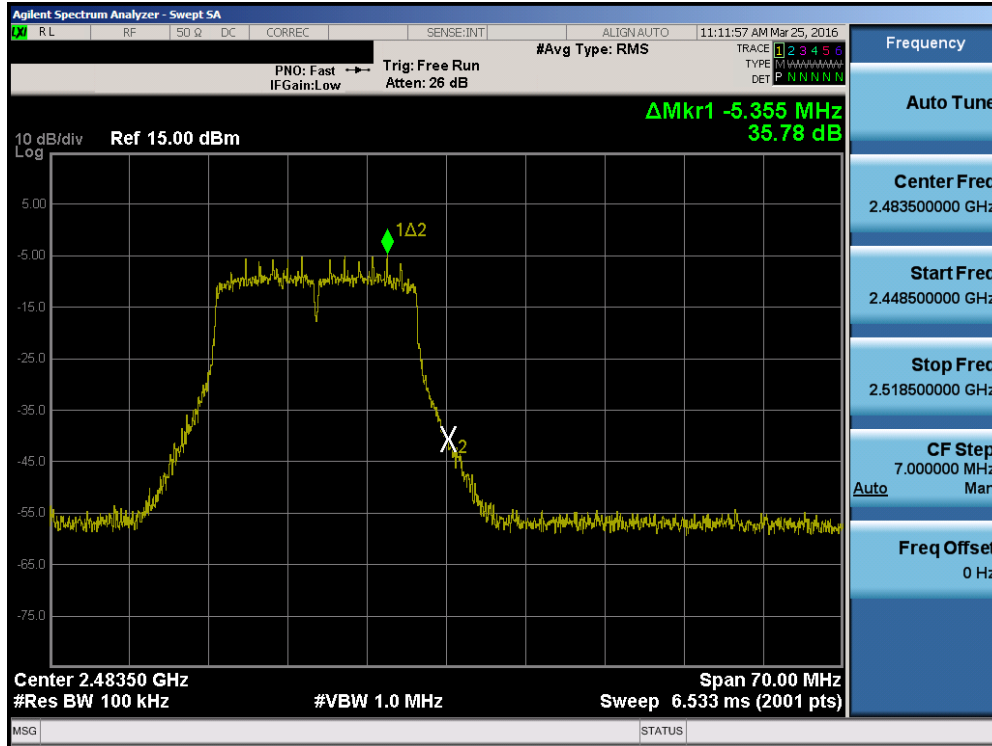 Agilent Spectrum Analyzer - Swept SA
LXI RL RF 50 Ω DC CORREC SENSE:INT ALIGN AUTO 11:11:57 AM Mar 25, 2016
#Avg Type: RMS TRACE 1 2 3 4 5 6
PNO: Fast Trig: Free Run TYPE M WWWWW
IFGain:Low Atten: 26 dB DET P N N N N N
ΔMkr1 -5.355 MHz
10 dB/div Ref 15.00 dBm 35.78 dB
Log
5.00
1Δ2
-5.00
-15.0
-25.0
-35.0
2
-45.0
-55.0
-65.0
-75.0
Center 2.48350 GHz Span 70.00 MHz
#Res BW 100 kHz #VBW 1.0 MHz Sweep 6.533 ms (2001 pts)
MSG STATUS
Frequency
Auto Tune
Center Freq
2.483500000 GHz
Start Freq
2.448500000 GHz
Stop Freq
2.518500000 GHz
CF Step
7.000000 MHz
Auto Man
Freq Offset
0 Hz